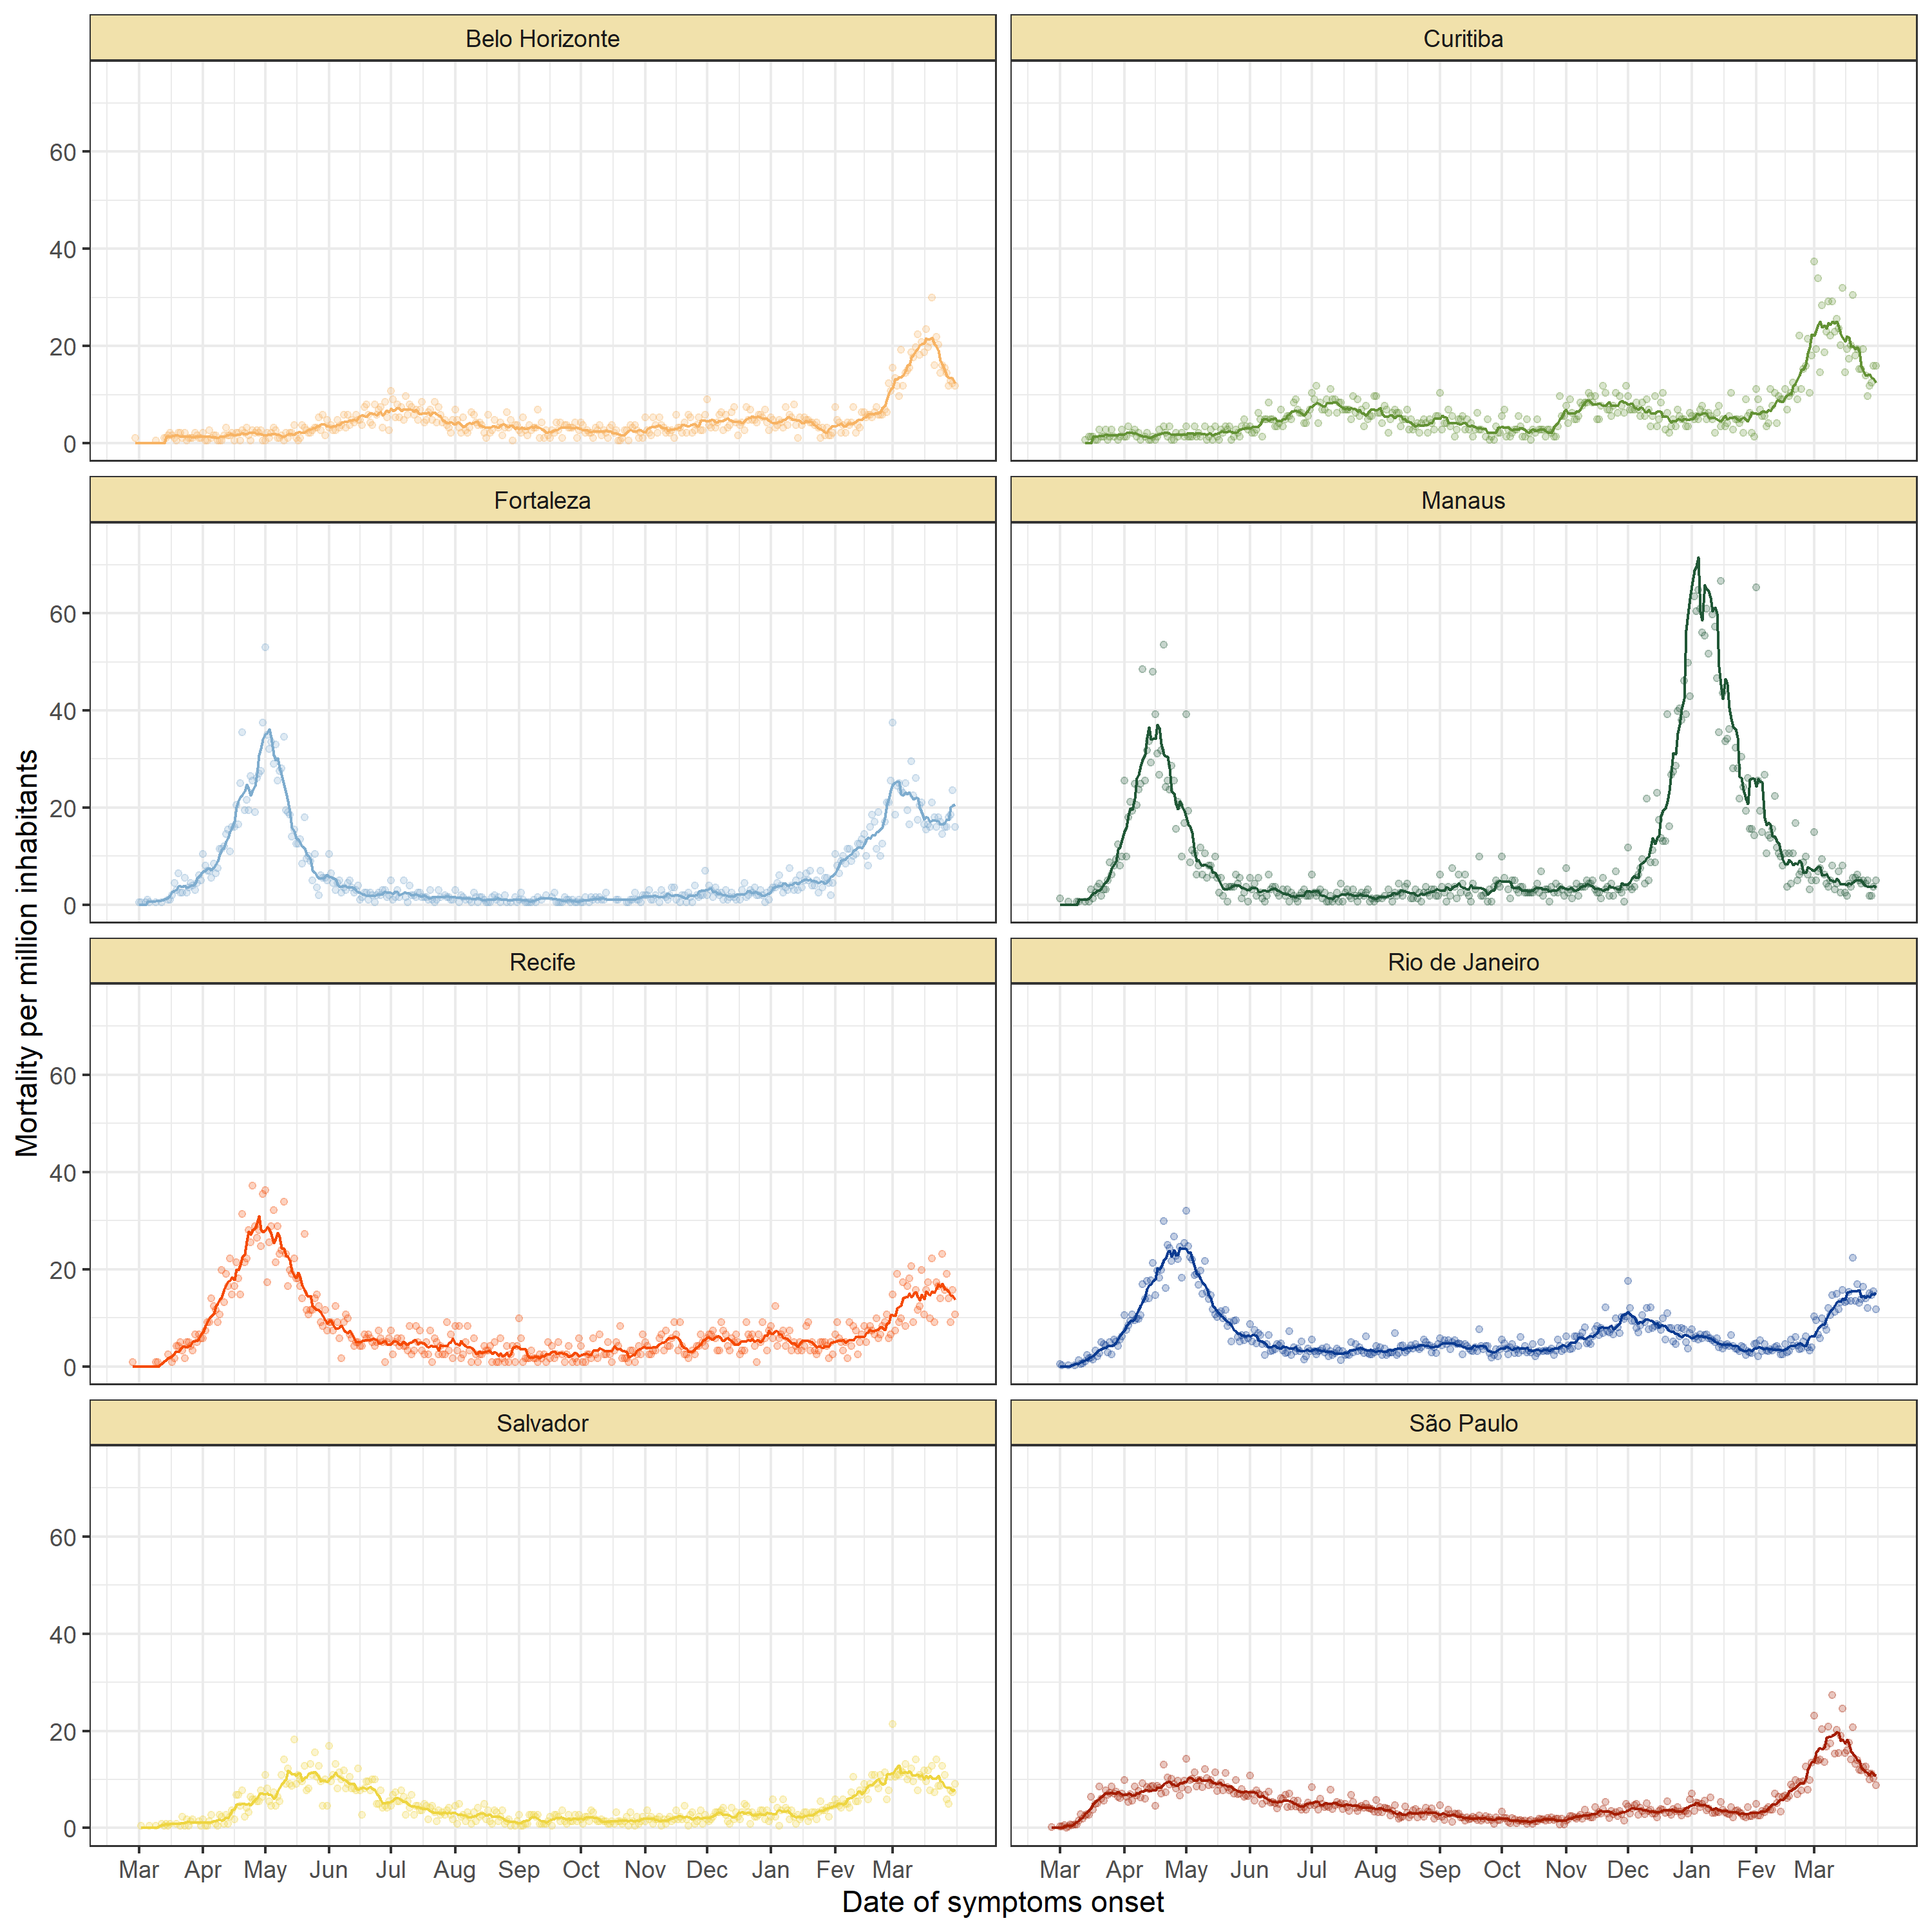 Belo Horizonte
Curitiba
60
40
20
0
Fortaleza
Manaus
60
40
20
0
Recife
Rio de Janeiro
60
40
20
0
Salvador
São Paulo
60
40
20
0
Mar Apr May Jun Jul Aug Sep Oct Nov Dec Jan Fev Mar
Mar Apr May Jun Jul Aug Sep Oct Nov Dec Jan Fev Mar
Date of symptoms onset
Mortality per million inhabitants